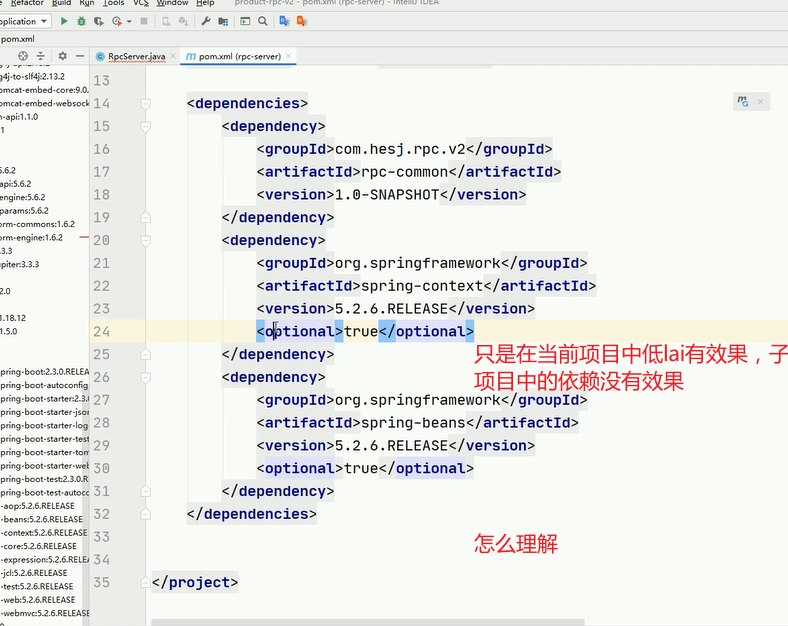 Refactor Build Run Tools VCS Window Help product-rpc-v2 - pom.xml (rpc-server) - IntelliJ IDEA
pom.xml
RpcServer.java
m pom.xml (rpc-server)
g4j-to-slf4j:2.13.2
omcat-embed-core:9.0.
omcat-embed-websock
n-api:1.1.0
5.6.2
api:5.6.2
engine:5.6.2
params:5.6.2
orm-commons:1.6.2
orm-engine:1.6.2
.3.3
upiter:3.3.3
2.0
1.18.12
1.5.0
pring-boot:2.3.0.RELEA
pring-boot-autoconfig
pring-boot-starter:2.3.0
pring-boot-starter-jsor
pring-boot-starter-log
pring-boot-starter-test
pring-boot-starter-tom
pring-boot-starter-web
pring-boot-test:2.3.0.R
pring-boot-test-autocc
-aop:5.2.6.RELEASE
-beans:5.2.6.RELEASE
-context:5.2.6.RELEASE
-core:5.2.6.RELEASE
-expression:5.2.6.RELEA
-jcl:5.2.6.RELEASE
-test:5.2.6.RELEASE
-web:5.2.6.RELEASE
-webmvc:5.2.6.RELEASE
13
14 <dependencies>
15 <dependency>
16 <groupId>com.hesj.rpc.v2</groupId>
17 <artifactId>rpc-common</artifactId>
18 <version>1.0-SNAPSHOT</version>
19 </dependency>
20 <dependency>
21 <groupId>org.springframework</groupId>
22 <artifactId>spring-context</artifactId>
23 <version>5.2.6.RELEASE</version>
24 <optional>true</optional>
25 </dependency>
只是在当前项目中低lai有效果，子
项目中的依赖没有效果
26 <dependency>
27 <groupId>org.springframework</groupId>
28 <artifactId>spring-beans</artifactId>
29 <version>5.2.6.RELEASE</version>
30 <optional>true</optional>
31 </dependency>
32 </dependencies>
33
怎么理解
34
35 </project>